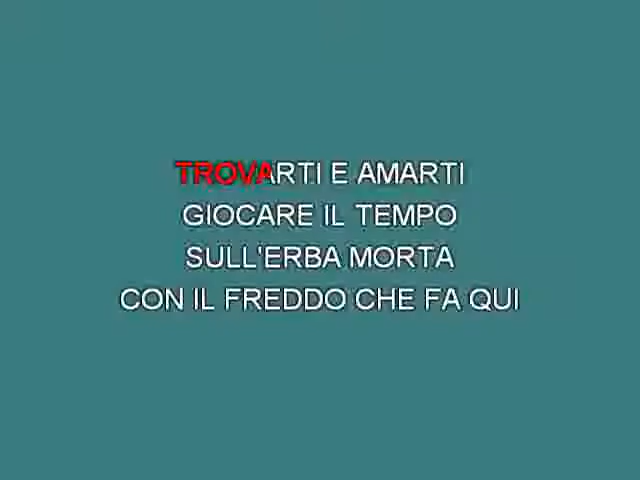 TROVARTI E AMARTI
GIOCARE IL TEMPO
SULL'ERBA MORTA
CON IL FREDDO CHE FA QUI